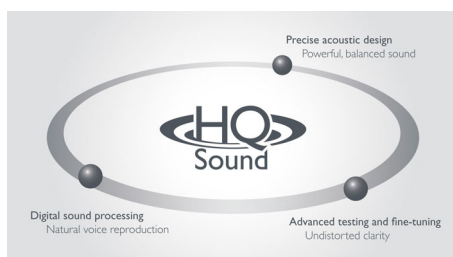 Precise acoustic design
Powerful, balanced sound
HQ
Sound
Digital sound processing
Natural voice reproduction
Advanced testing and fine-tuning
Undistorted clarity